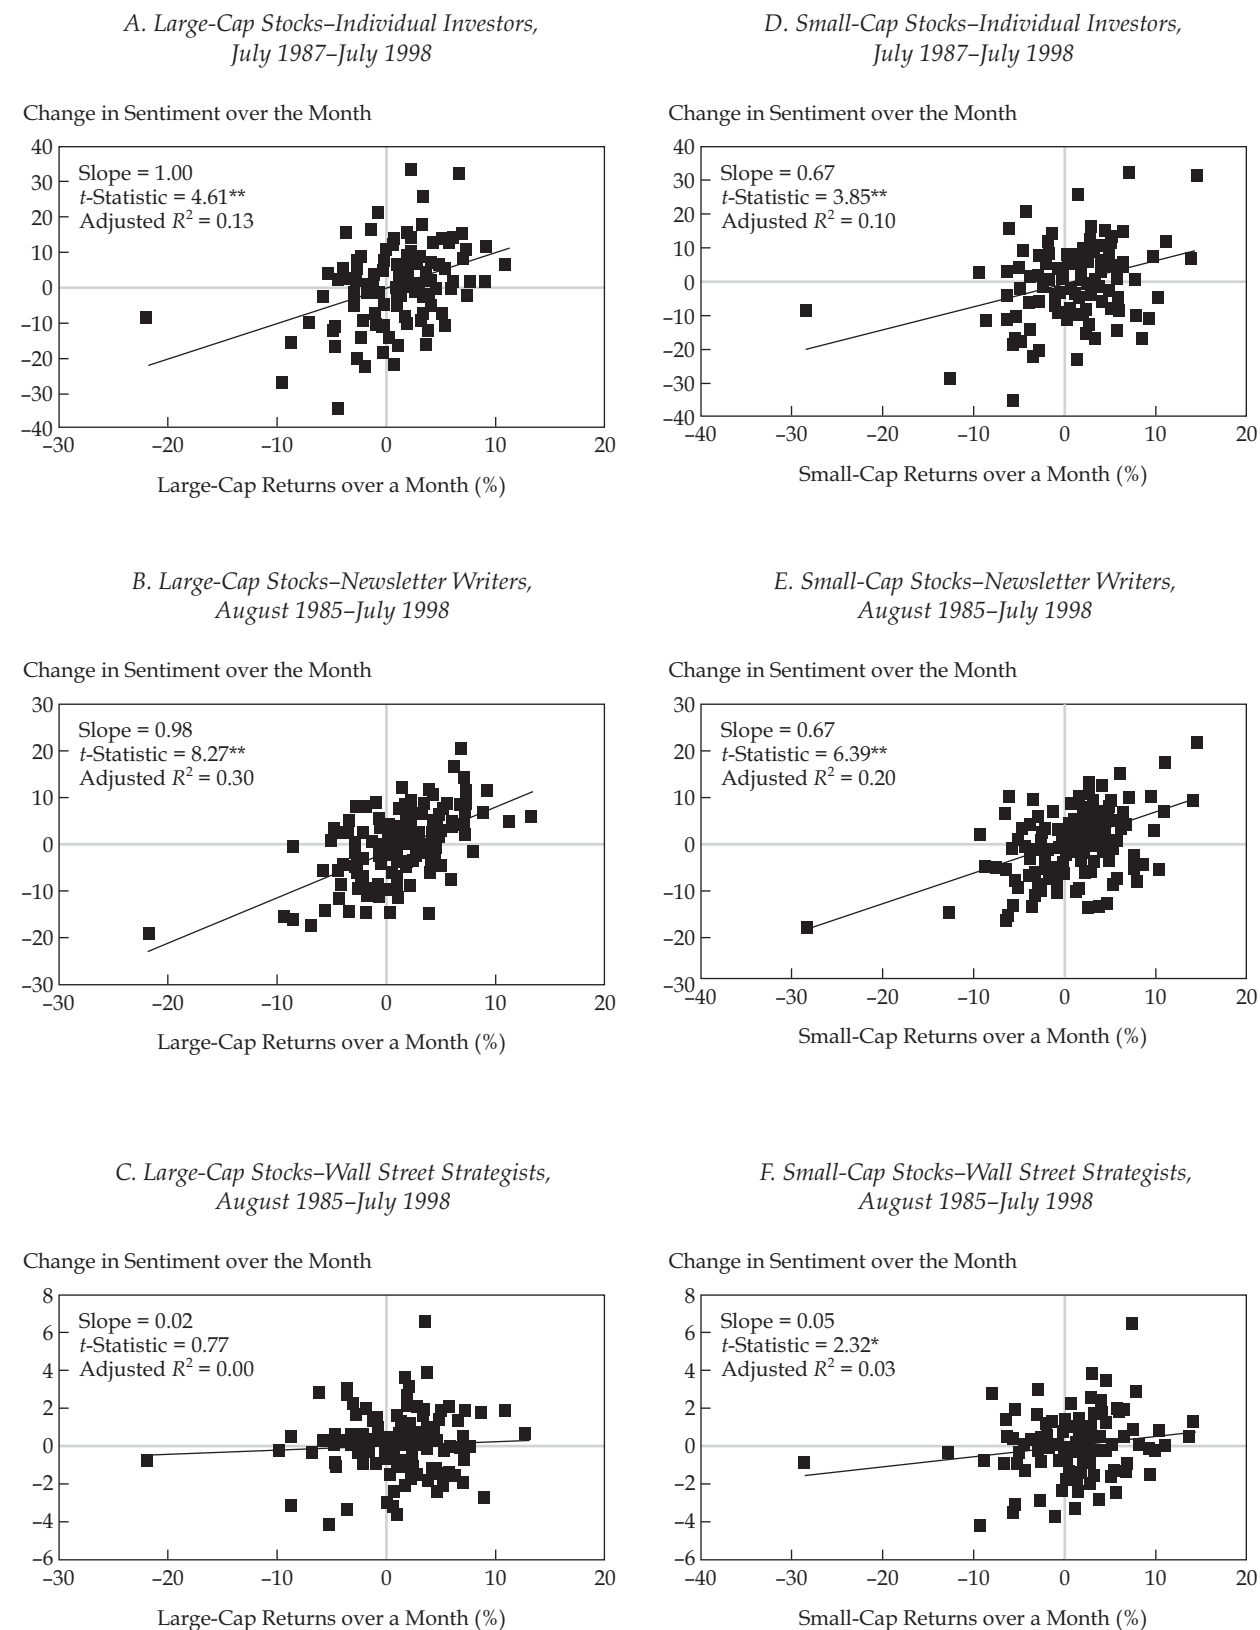 A. Large-Cap Stocks–Individual Investors,
July 1987–July 1998
Change in Sentiment over the Month
40
30
20
10
0
–10
–20
–30
–40
Slope = 1.00
t-Statistic = 4.61**
Adjusted R² = 0.13
–30
–20
–10
0
10
20
Large-Cap Returns over a Month (%)
D. Small-Cap Stocks–Individual Investors,
July 1987–July 1998
Change in Sentiment over the Month
40
30
20
10
0
–10
–20
–30
–40
Slope = 0.67
t-Statistic = 3.85**
Adjusted R² = 0.10
–40
–30
–20
–10
0
10
20
Small-Cap Returns over a Month (%)
B. Large-Cap Stocks–Newsletter Writers,
August 1985–July 1998
Change in Sentiment over the Month
30
20
10
0
–10
–20
–30
Slope = 0.98
t-Statistic = 8.27**
Adjusted R² = 0.30
–30
–20
–10
0
10
20
Large-Cap Returns over a Month (%)
E. Small-Cap Stocks–Newsletter Writers,
August 1985–July 1998
Change in Sentiment over the Month
30
20
10
0
–10
–20
–30
Slope = 0.67
t-Statistic = 6.39**
Adjusted R² = 0.20
–40
–30
–20
–10
0
10
20
Small-Cap Returns over a Month (%)
C. Large-Cap Stocks–Wall Street Strategists,
August 1985–July 1998
Change in Sentiment over the Month
8
6
4
2
0
–2
–4
–6
Slope = 0.02
t-Statistic = 0.77
Adjusted R² = 0.00
–30
–20
–10
0
10
20
Large-Cap Returns over a Month (%)
F. Small-Cap Stocks–Wall Street Strategists,
August 1985–July 1998
Change in Sentiment over the Month
8
6
4
2
0
–2
–4
–6
Slope = 0.05
t-Statistic = 2.32*
Adjusted R² = 0.03
–40
–30
–20
–10
0
10
20
Small-Cap Returns over a Month (%)